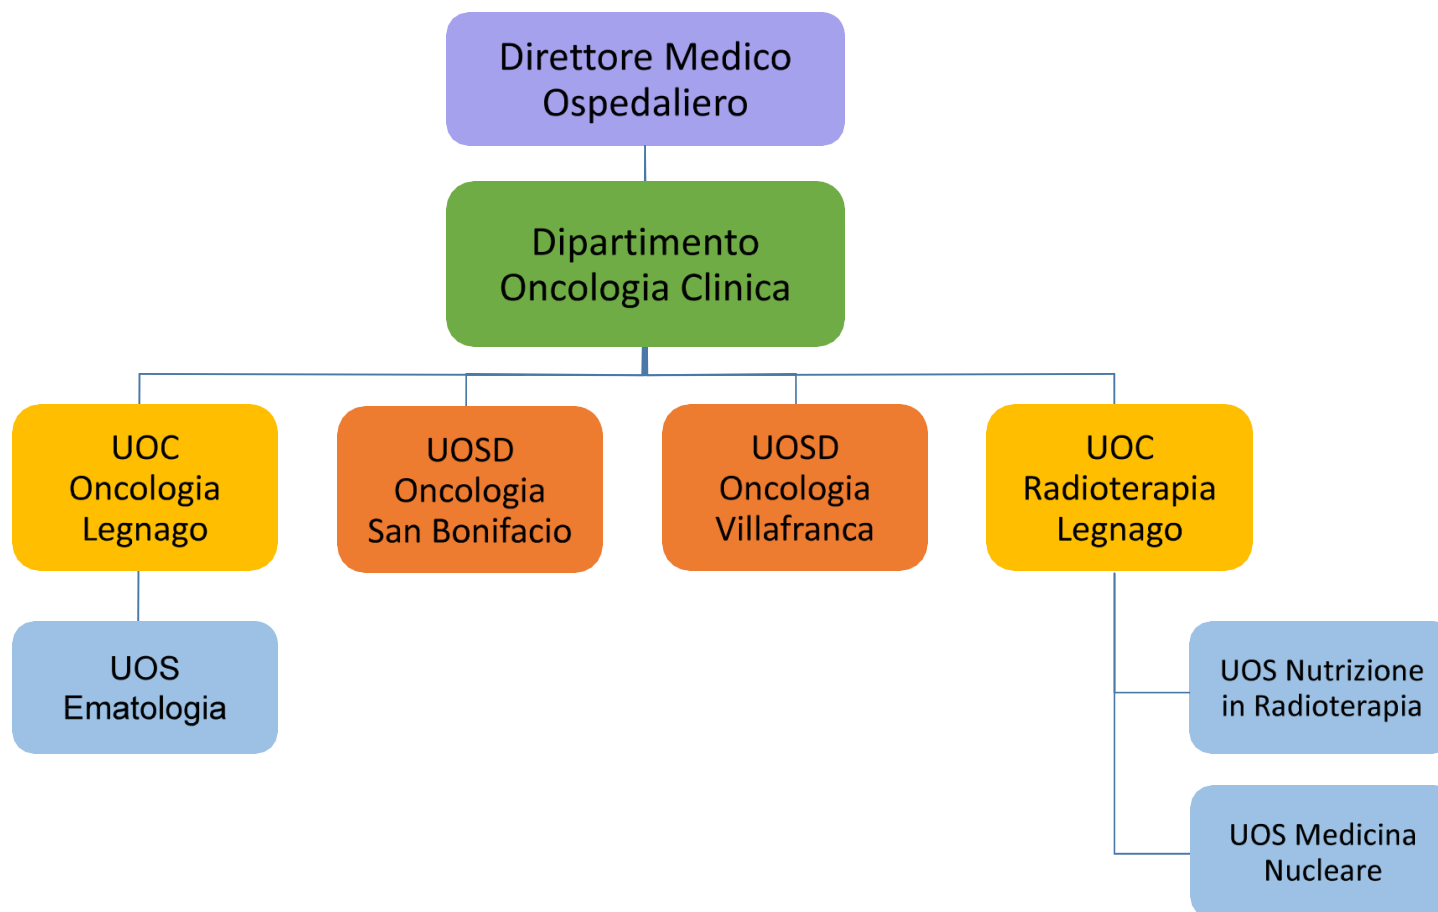 Direttore Medico
Ospedaliero
Dipartimento
Oncologia Clinica
UOC
Oncologia
Legnago
UOSD
Oncologia
San Bonifacio
UOSD
Oncologia
Villafranca
UOC
Radioterapia
Legnago
UOS
Ematologia
UOS Nutrizione
in Radioterapia
UOS Medicina
Nucleare